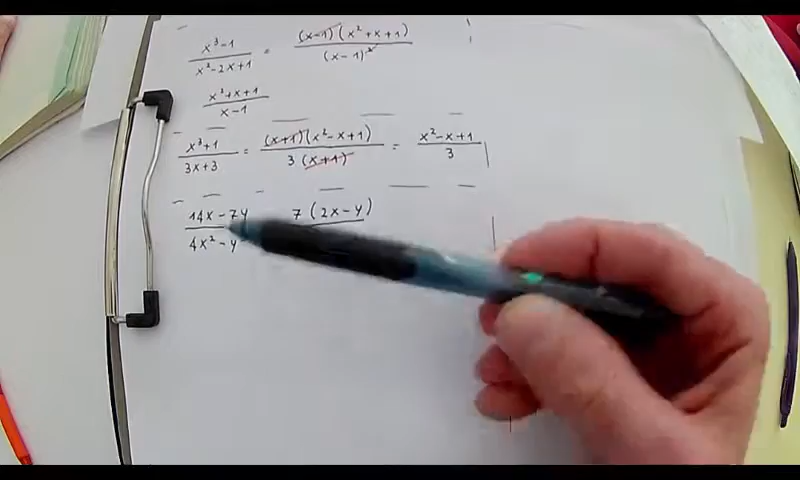 x³-1 / x²-2x+1 = (x-1)(x²+x+1) / (x-1)²
x²+x+1 / x-1
x³+1 / 3x+3 = (x+1)(x²-x+1) / 3(x+1) = x²-x+1 / 3
14x-7y / 4x²-y 7(2x-y)